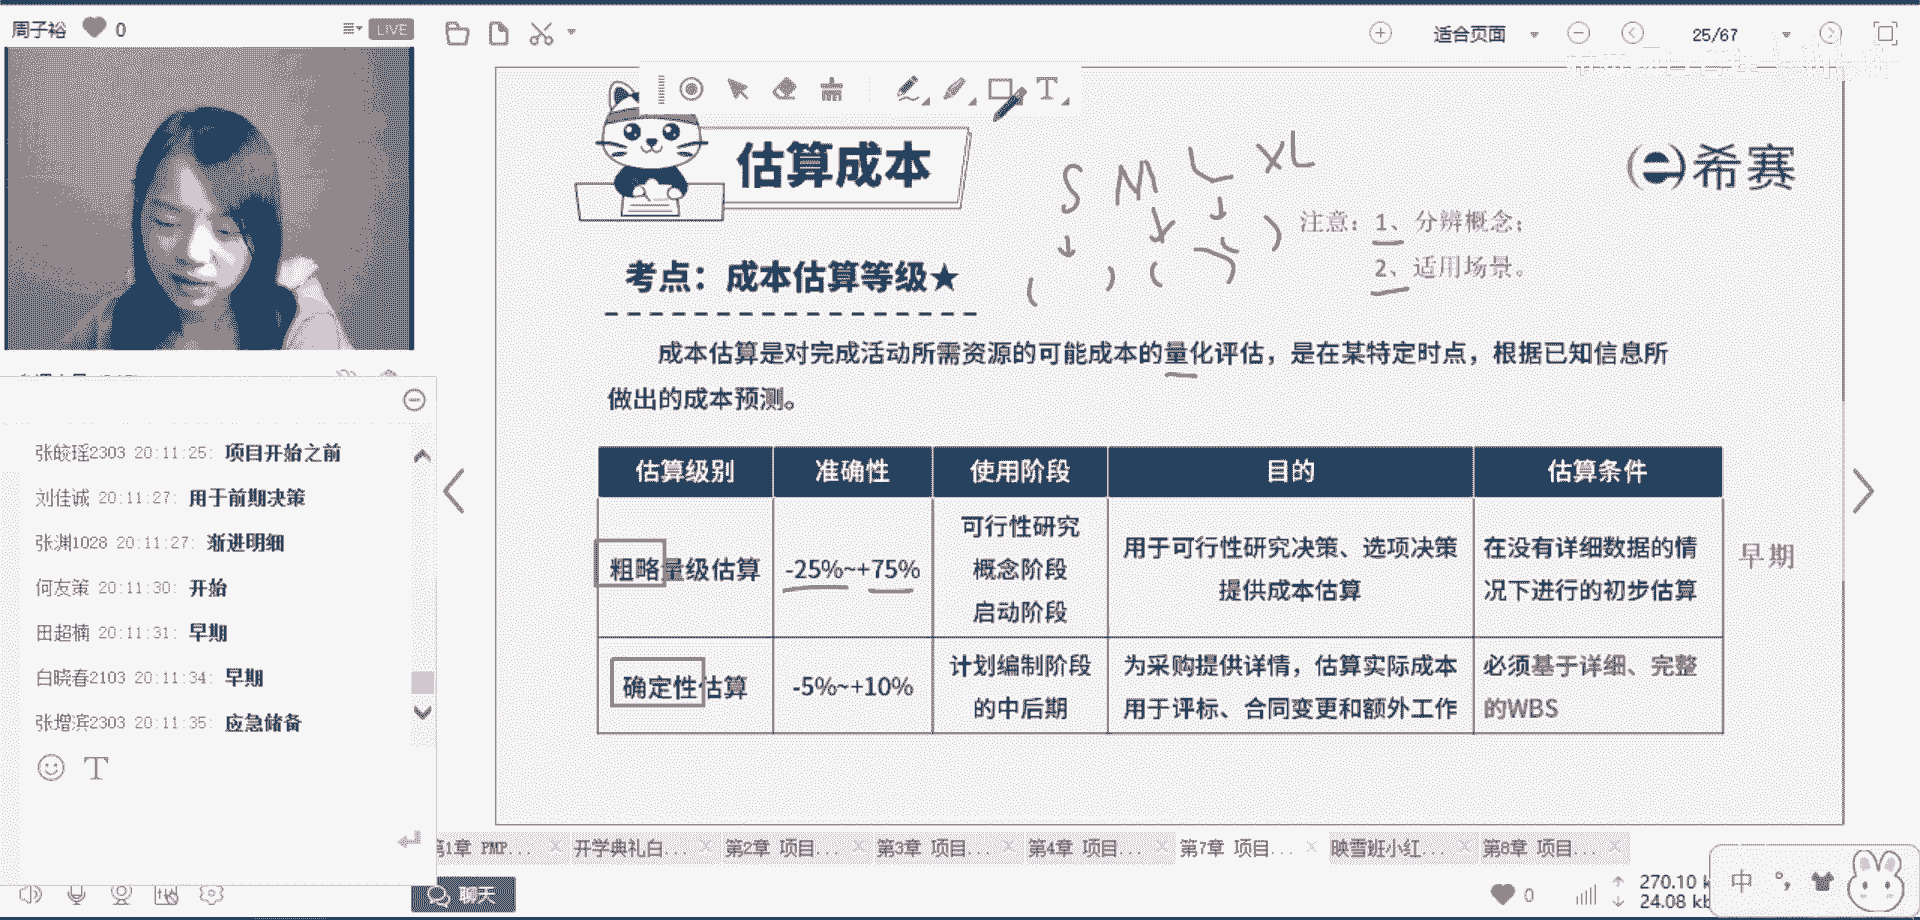 周子裕 0
LIVE
适合页面
25/67
估算成本
希赛
S M L XL
注意：1、分辨概念；
2、适用场景。
考点：成本估算等级★
成本估算是对完成活动所需资源的可能成本的量化评估，是在某特定时点，根据已知信息所
做出的成本预测。
估算级别 准确性 使用阶段 目的 估算条件
粗略量级估算 -25%~+75% 可行性研究 概念阶段 启动阶段 用于可行性研究决策、选项决策 提供成本估算 在没有详细数据的情 况下进行的初步估算 早期
确定性估算 -5%~+10% 计划编制阶段 的中后期 为采购提供详情，估算实际成本 用于评标、合同变更和额外工作 必须基于详细、完整 的WBS
张皎瑶2303 20:11:25: 项目开始之前
刘佳诚 20:11:27: 用于前期决策
张渊1028 20:11:27: 渐进明细
何友策 20:11:30: 开始
田超楠 20:11:31: 早期
白晓春2103 20:11:34: 早期
张增滨2303 20:11:35: 应急储备
T
第1章 PMP... 开学典礼白... 第2章 项目... 第3章 项目... 第4章 项目... 第7章 项目... 映雪班小红... 第8章 项目...
聊天
0
270.10 k
24.08 kb
中